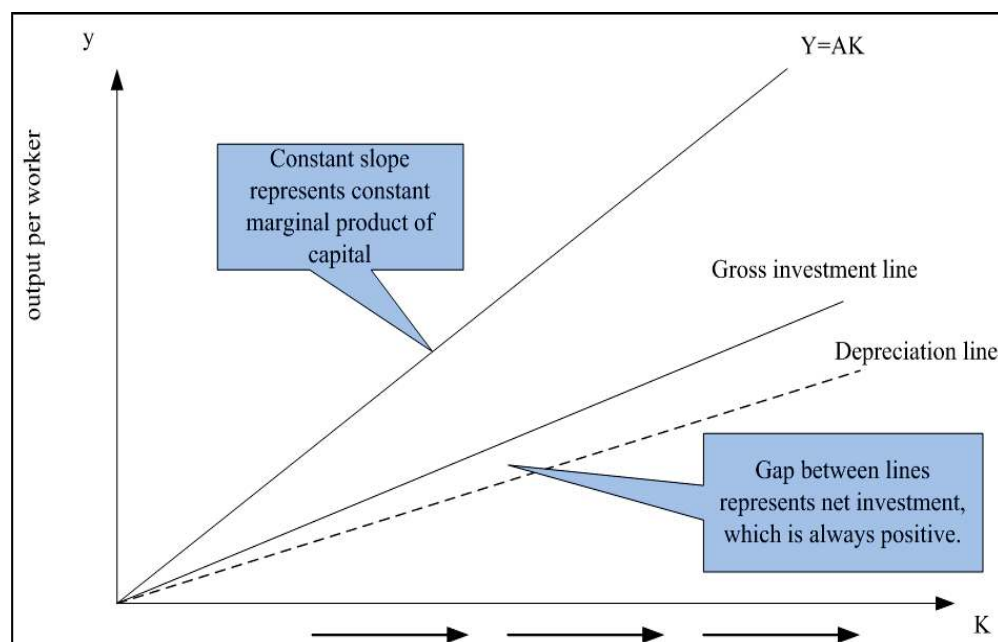 y
Y=AK
output per worker
Constant slope
represents constant
marginal product of
capital
Gross investment line
Depreciation line
Gap between lines
represents net investment,
which is always positive.
K